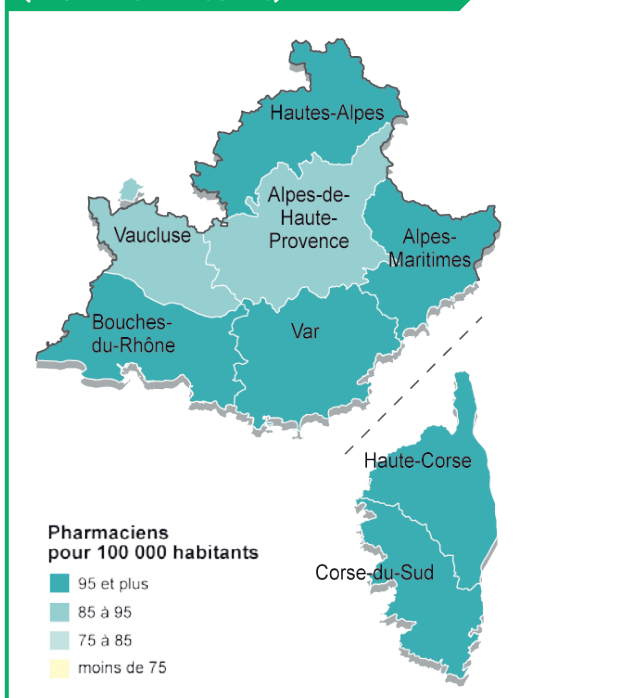 Hautes-Alpes
Alpes-de-
Haute-
Provence
Vaucluse
Alpes-
Maritimes
Bouches-
du-Rhône
Var
Haute-Corse
Corse-du-Sud
Pharmaciens
pour 100 000 habitants
95 et plus
85 à 95
75 à 85
moins de 75